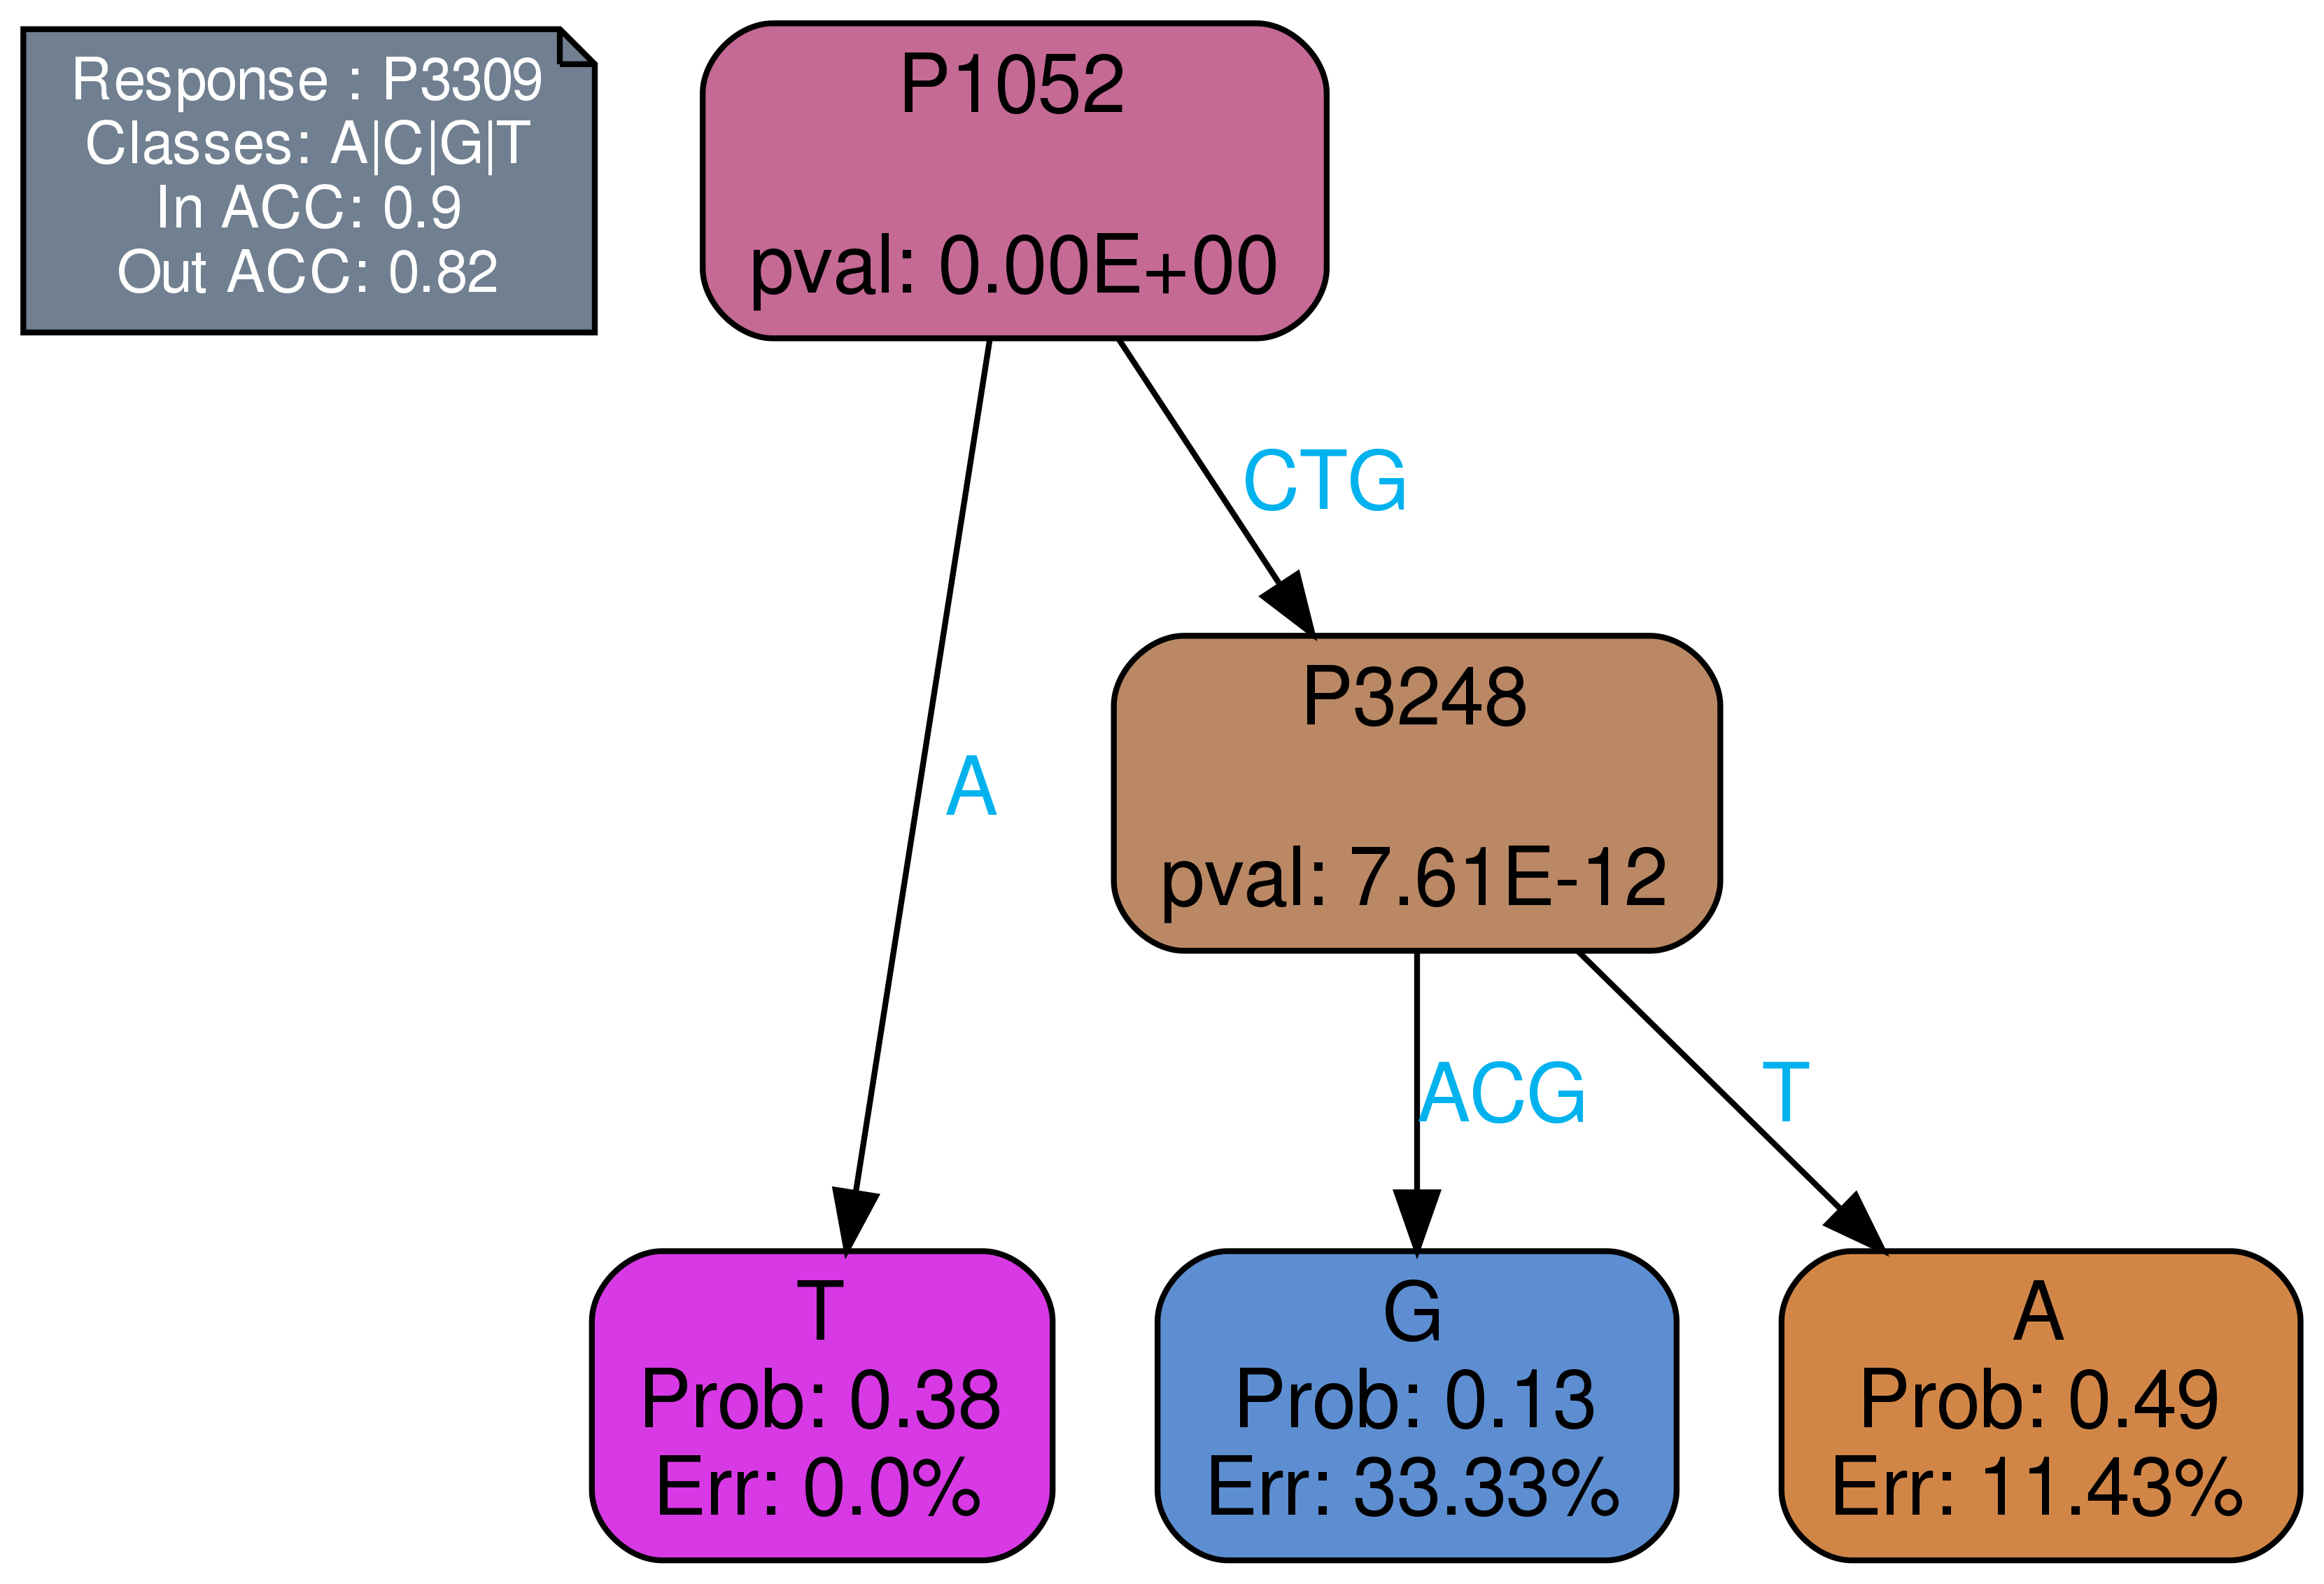 Response : P3309
Classes: A|C|G|T
In ACC: 0.9
Out ACC: 0.82
P1052
pval: 0.00E+00
CTG
A
P3248
pval: 7.61E-12
ACG
T
T
Prob: 0.38
Err: 0.0%
G
Prob: 0.13
Err: 33.33%
A
Prob: 0.49
Err: 11.43%